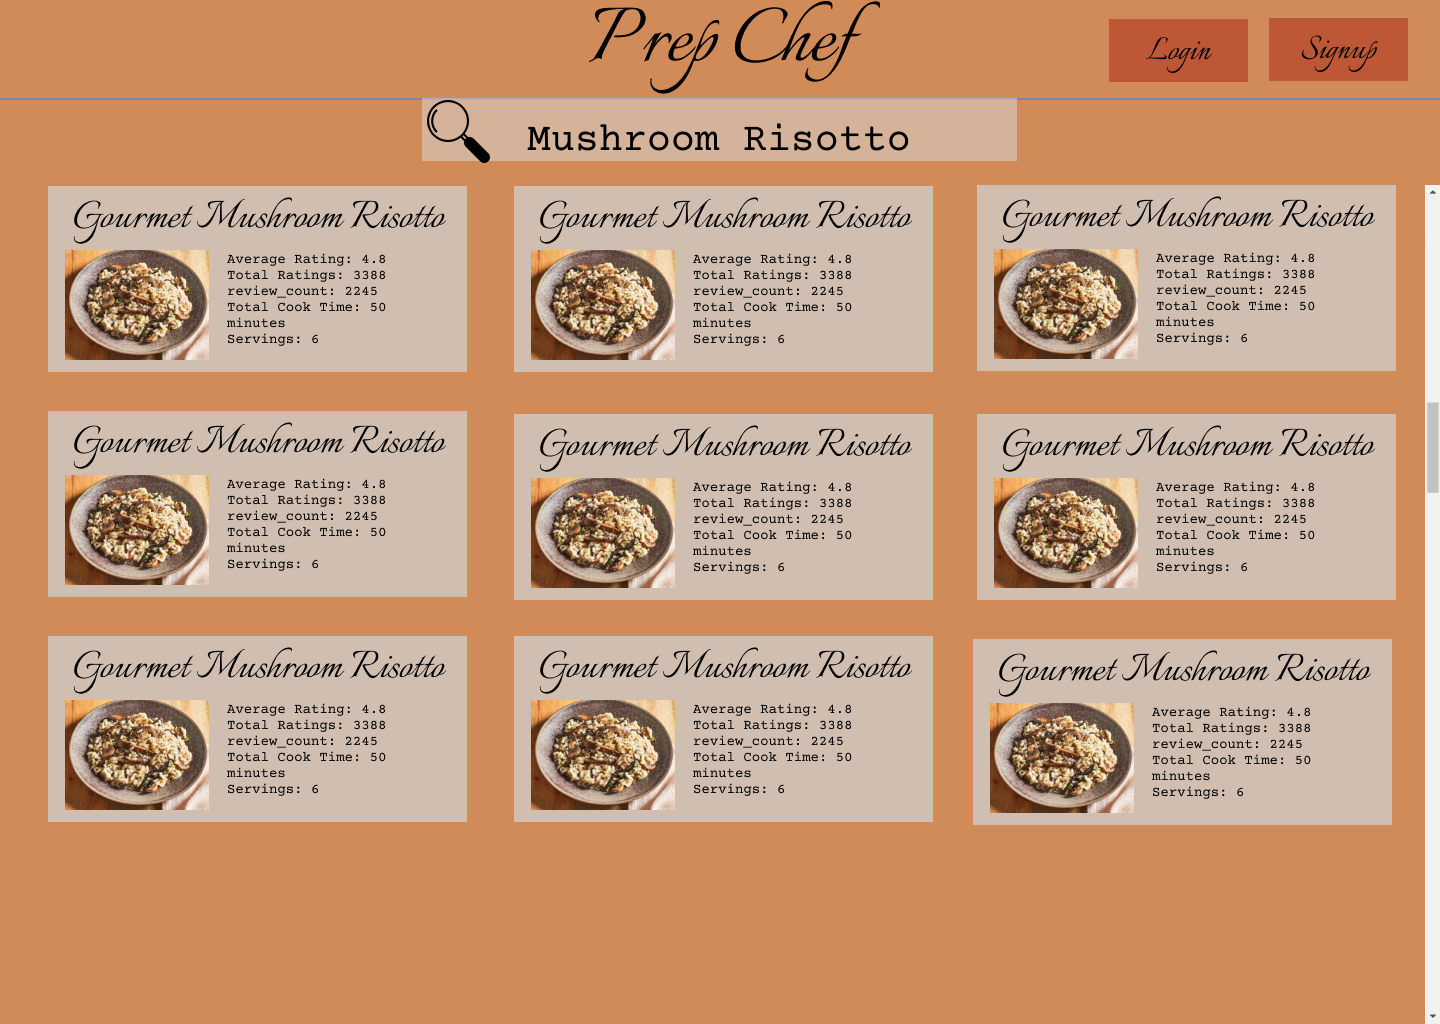 Prep Chef
Login
Signup
Mushroom Risotto
Gourmet Mushroom Risotto
Average Rating: 4.8
Total Ratings: 3388
review_count: 2245
Total Cook Time: 50
minutes
Servings: 6
Gourmet Mushroom Risotto
Average Rating: 4.8
Total Ratings: 3388
review_count: 2245
Total Cook Time: 50
minutes
Servings: 6
Gourmet Mushroom Risotto
Average Rating: 4.8
Total Ratings: 3388
review_count: 2245
Total Cook Time: 50
minutes
Servings: 6
Gourmet Mushroom Risotto
Average Rating: 4.8
Total Ratings: 3388
review_count: 2245
Total Cook Time: 50
minutes
Servings: 6
Gourmet Mushroom Risotto
Average Rating: 4.8
Total Ratings: 3388
review_count: 2245
Total Cook Time: 50
minutes
Servings: 6
Gourmet Mushroom Risotto
Average Rating: 4.8
Total Ratings: 3388
review_count: 2245
Total Cook Time: 50
minutes
Servings: 6
Gourmet Mushroom Risotto
Average Rating: 4.8
Total Ratings: 3388
review_count: 2245
Total Cook Time: 50
minutes
Servings: 6
Gourmet Mushroom Risotto
Average Rating: 4.8
Total Ratings: 3388
review_count: 2245
Total Cook Time: 50
minutes
Servings: 6
Gourmet Mushroom Risotto
Average Rating: 4.8
Total Ratings: 3388
review_count: 2245
Total Cook Time: 50
minutes
Servings: 6